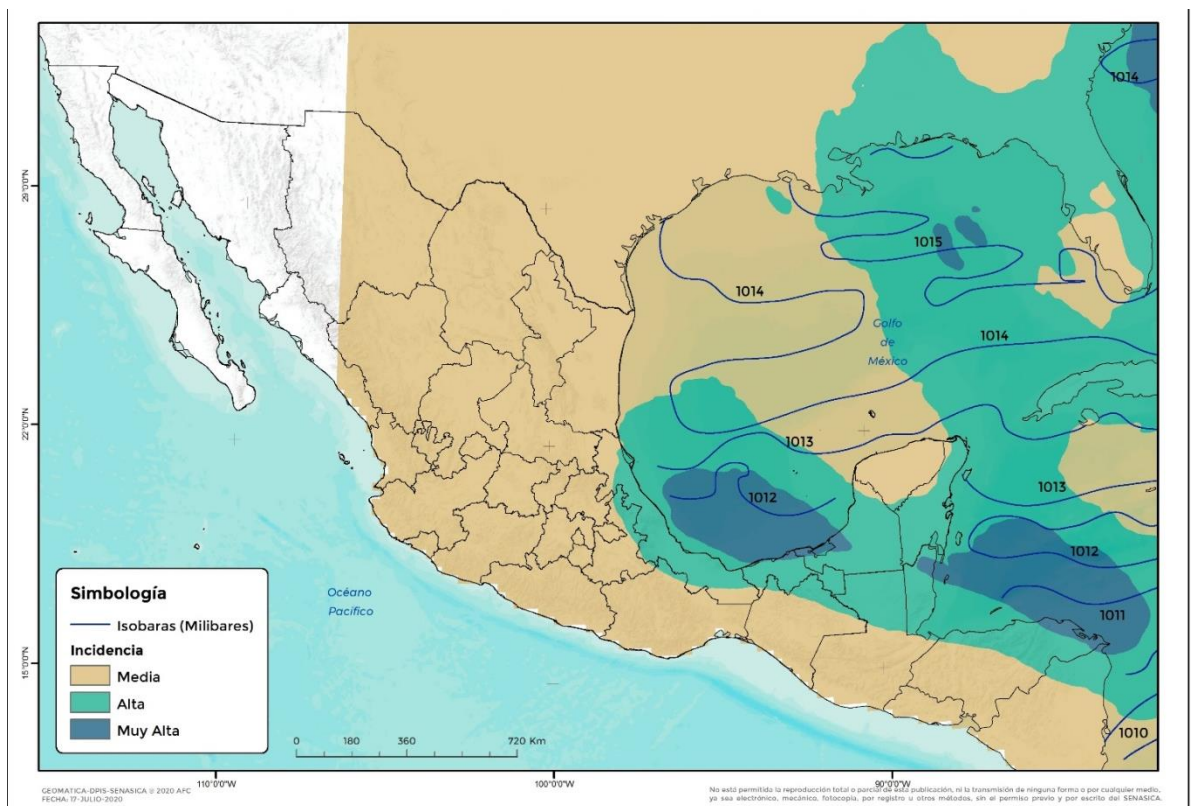 1014
1015
1014
Golfo
de
México
1014
1013
1012
1013
1012
1011
1010
29°0'0"N
22°0'0"N
15°0'0"N
Océano
Pacífico
Simbología
Isobaras (Milibares)
Incidencia
Media
Alta
Muy Alta
0 180 360 720 Km
110°0'0"W 100°0'0"W 90°0'0"W
GEOMATICA-DPIS-SENASICA © 2020 AFC
FECHA: 17-JULIO-2020
No está permitida la reproducción total o parcial de ésta publicación, ni la transmisión de ninguna forma o por cualquier medio,
ya sea electrónico, mecánico, fotocopia, por registro u otros métodos, sin el permiso previo y por escrito del SENASICA.